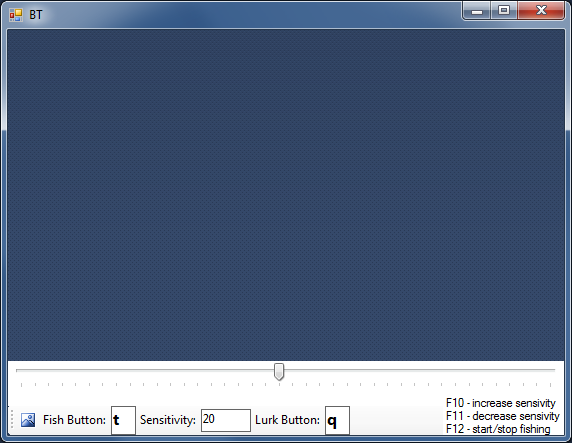 BT
Fish Button: t Sensitivity: 20 Lurk Button: q
F10 - increase sensivity
F11 - decrease sensivity
F12 - start/stop fishing